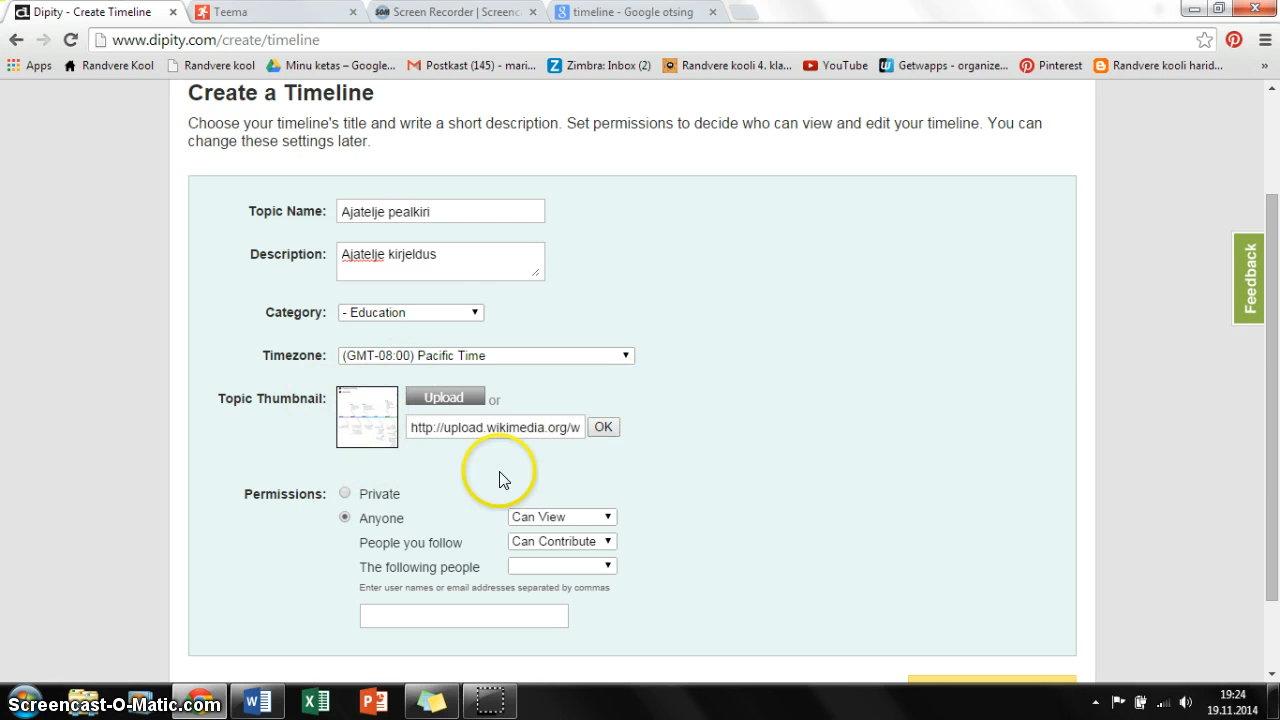 Dipity - Create Timeline
Teema
Screen Recorder | Screenc
timeline - Google otsing
www.dipity.com/create/timeline
Apps
Randvere Kool
Randvere kool
Minu ketas – Google...
Postkast (145) - mari...
Zimbra: Inbox (2)
Randvere kooli 4. kla...
YouTube
Getwapps - organize...
Pinterest
Randvere kooli harid...
»
Create a Timeline
Choose your timeline's title and write a short description. Set permissions to decide who can view and edit your timeline. You can
change these settings later.
Topic Name: Ajatelje pealkiri
Description: Ajatelje kirjeldus
Category: - Education
Timezone: (GMT-08:00) Pacific Time
Topic Thumbnail: Upload or
http://upload.wikimedia.org/w OK
Permissions: Private
Anyone Can View
People you follow Can Contribute
The following people
Enter user names or email addresses separated by commas
Feedback
Screencast-O-Matic.com
19:24
19.11.2014